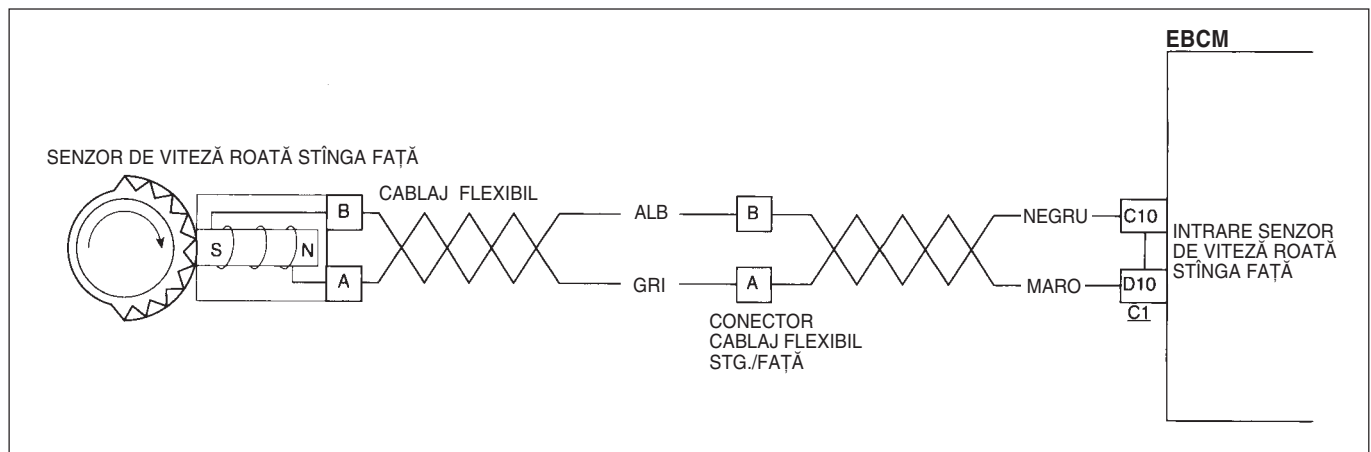 EBCM
SENZOR DE VITEZĂ ROATĂ STÎNGA FAȚĂ
CABLAJ FLEXIBIL
B
ALB
B
NEGRU
C10
S
N
INTRARE SENZOR
DE VITEZĂ ROATĂ
STÎNGA FAȚĂ
A
GRI
A
MARO
D10
C1
CONECTOR
CABLAJ FLEXIBIL
STG./FAȚĂ